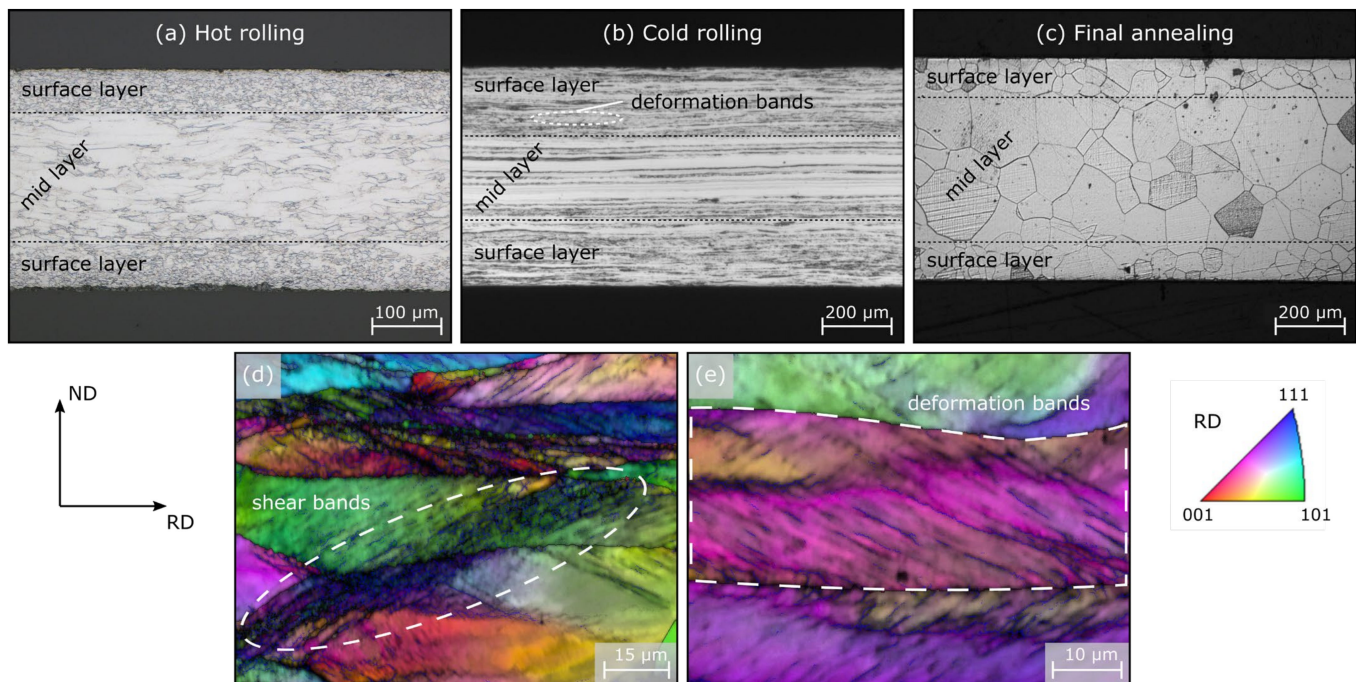 (a) Hot rolling
surface layer
mid layer
surface layer
100 μm
(b) Cold rolling
surface layer
deformation bands
mid layer
surface layer
200 μm
(c) Final annealing
surface layer
mid layer
surface layer
200 μm
ND
RD
(d)
shear bands
15 μm
(e)
deformation bands
10 μm
RD
111
001
101